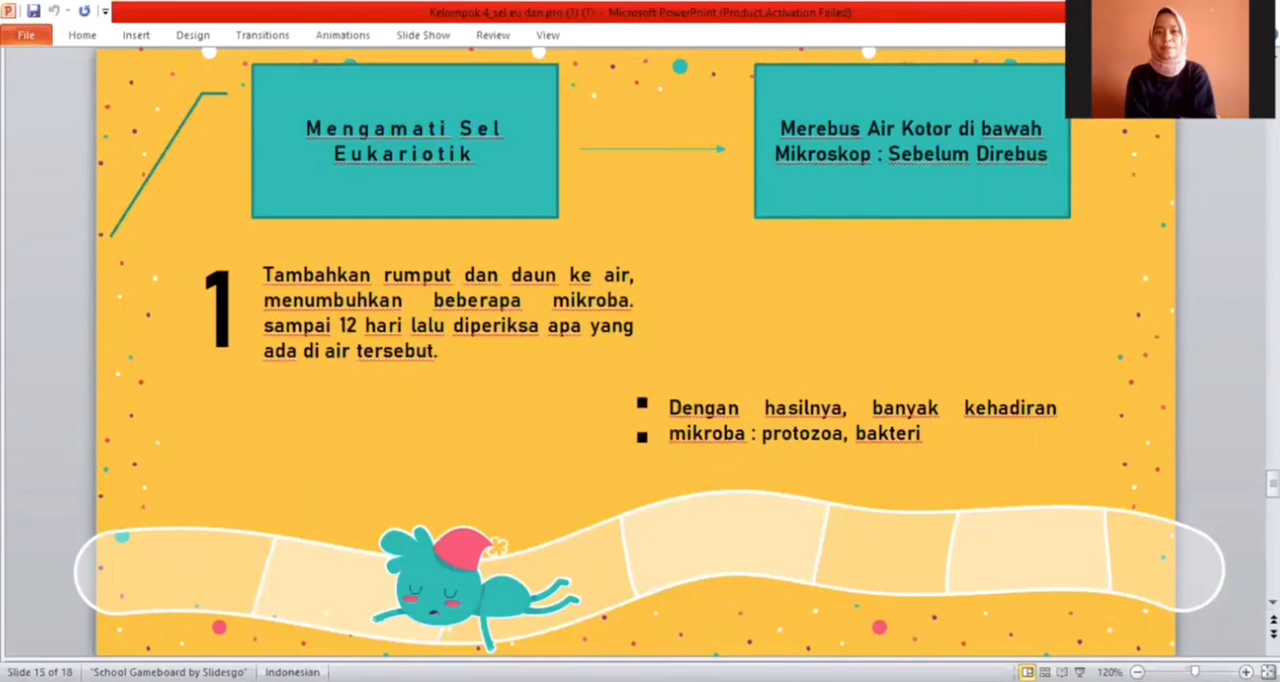 Kelompok 4_sel eu dan pro (1) (1) - Microsoft PowerPoint (Product Activation Failed)
File Home Insert Design Transitions Animations Slide Show Review View
Mengamati Sel
Eukariotik
Merebus Air Kotor di bawah
Mikroskop : Sebelum Direbus
1
Tambahkan rumput dan daun ke air,
menumbuhkan beberapa mikroba.
sampai 12 hari lalu diperiksa apa yang
ada di air tersebut.
Dengan hasilnya, banyak kehadiran
mikroba : protozoa, bakteri
Slide 15 of 18 "School Gameboard by Slidesgo" Indonesian 120%